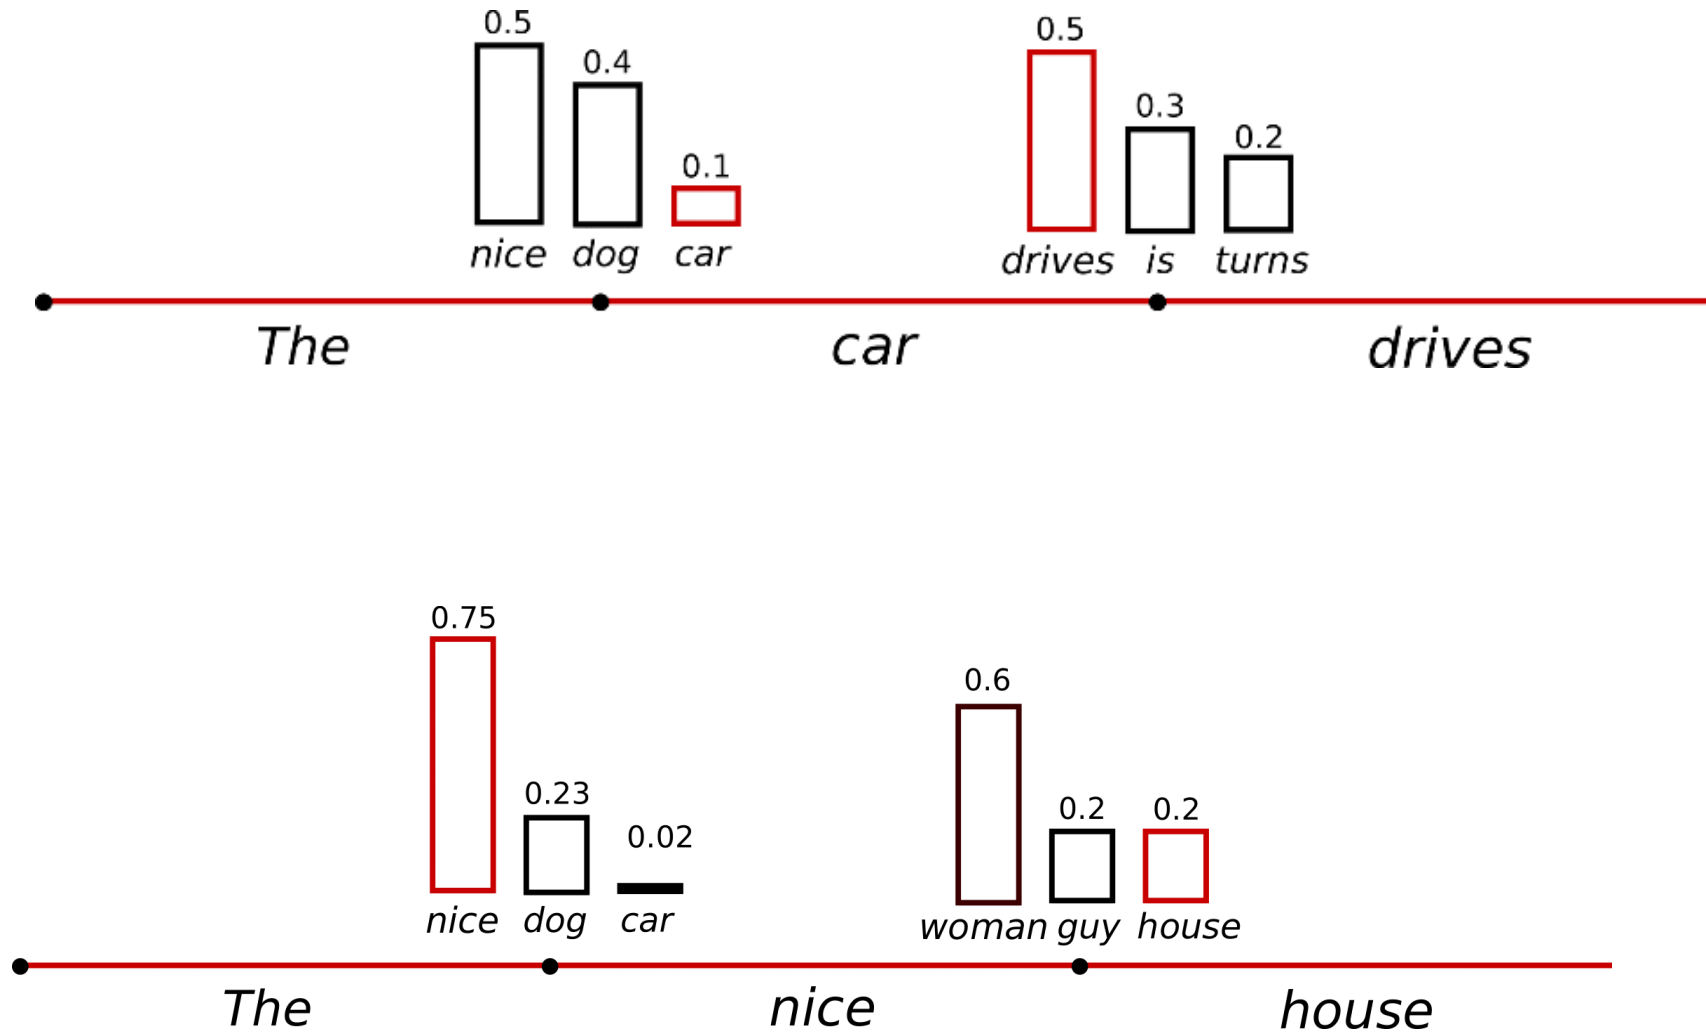 0.5 0.4 0.1 0.5 0.3 0.2
nice dog car drives is turns
The car drives
0.75 0.23 0.02 0.6 0.2 0.2
nice dog car woman guy house
The nice house